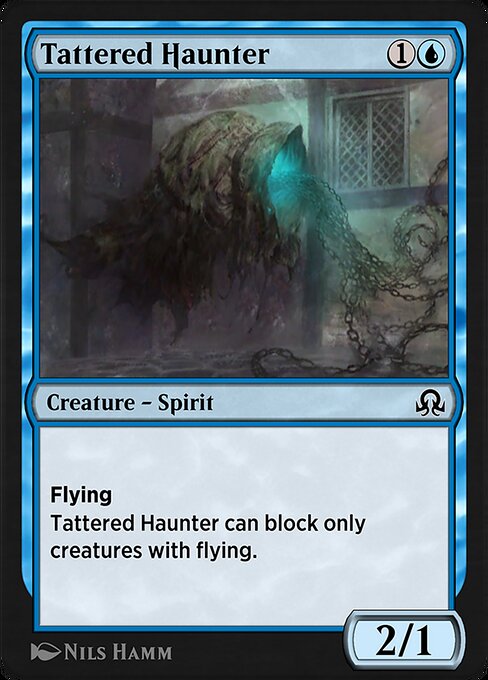 Tattered Haunter 1
Creature – Spirit
Flying
Tattered Haunter can block only
creatures with flying.
2/1
Nils Hamm